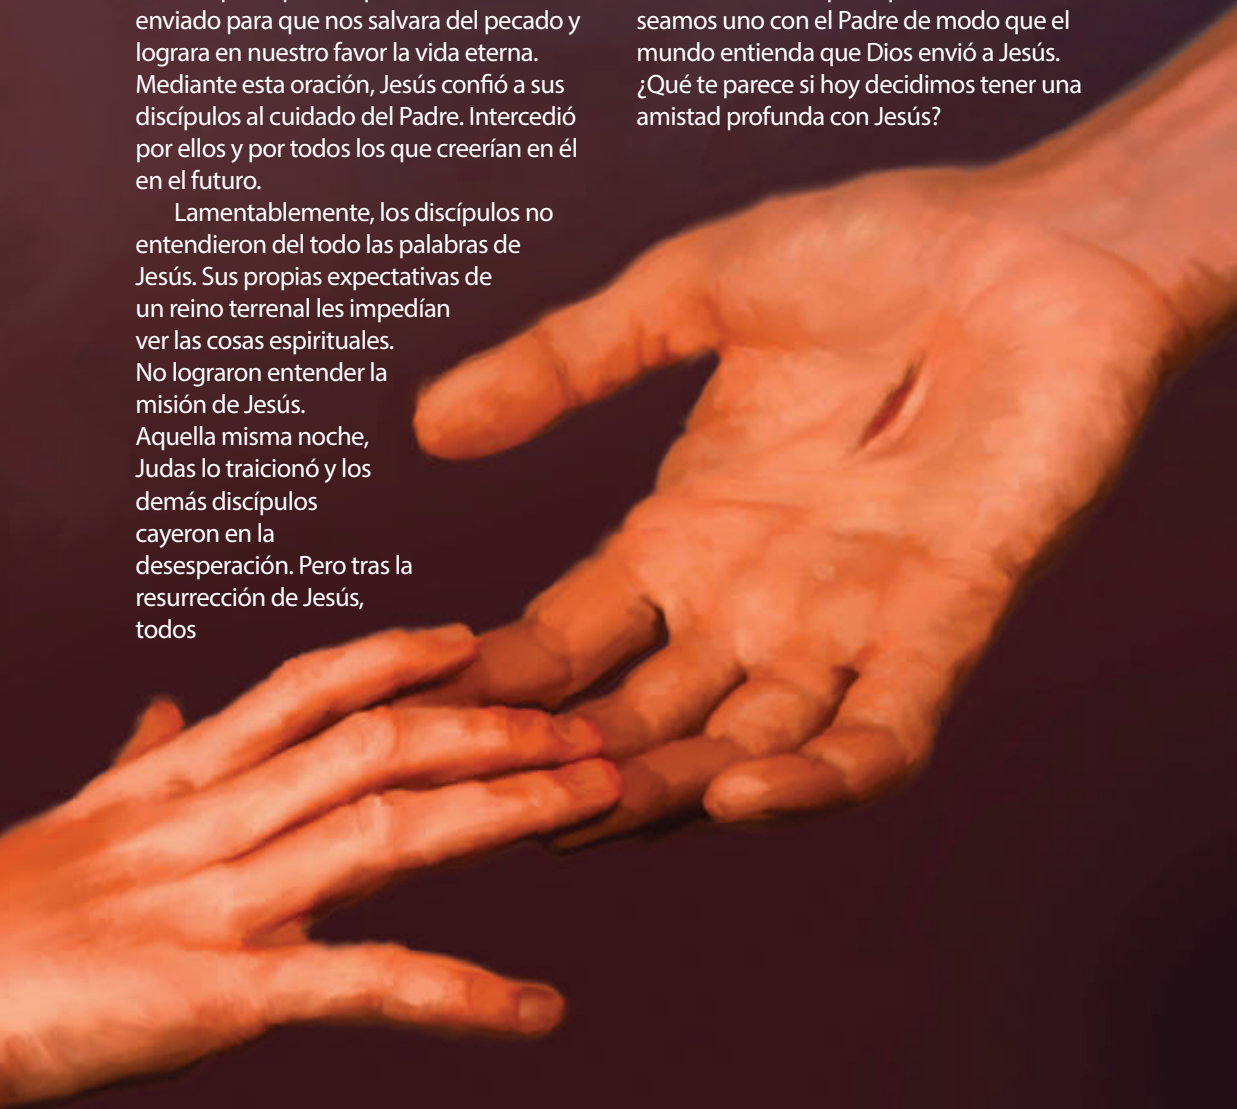 enviado para que nos salvara del pecado y
lograra en nuestro favor la vida eterna.
Mediante esta oración, Jesús confió a sus
discípulos al cuidado del Padre. Intercedió
por ellos y por todos los que creerían en él
en el futuro.
Lamentablemente, los discípulos no
entendieron del todo las palabras de
Jesús. Sus propias expectativas de
un reino terrenal les impedían
ver las cosas espirituales.
No lograron entender la
misión de Jesús.
Aquella misma noche,
Judas lo traicionó y los
demás discípulos
cayeron en la
desesperación. Pero tras la
resurrección de Jesús,
todos
seamos uno con el Padre de modo que el
mundo entienda que Dios envió a Jesús.
¿Qué te parece si hoy decidimos tener una
amistad profunda con Jesús?